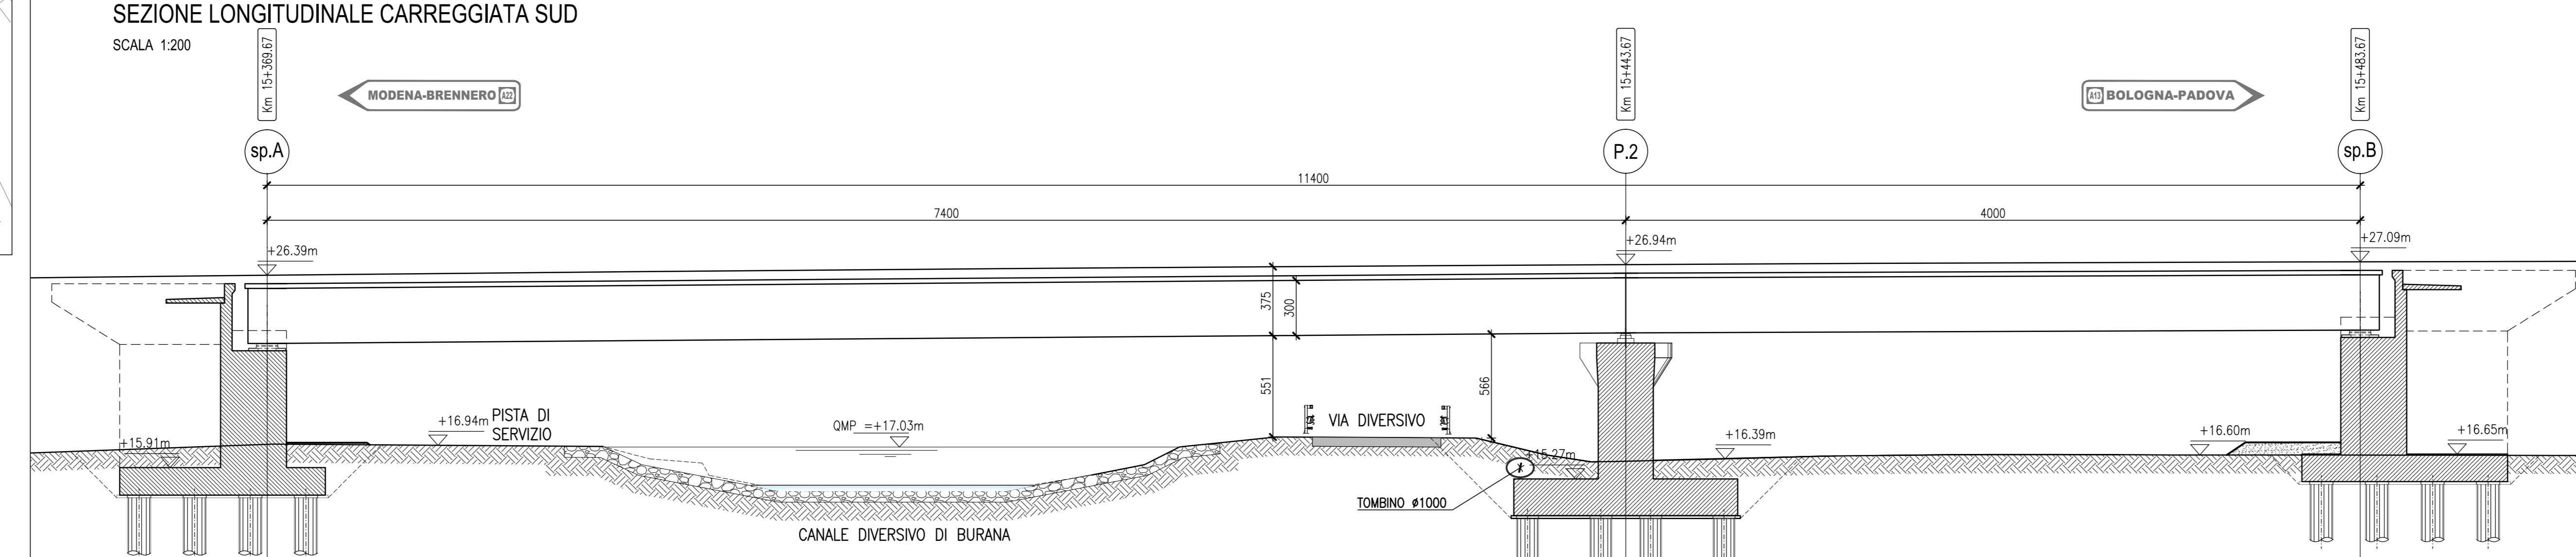 SEZIONE LONGITUDINALE CARREGGIATA SUD
SCALA 1:200
Km 15+369.67
Km 15+443.67
Km 15+483.67
MODENA-BRENNERO A22
A13 BOLOGNA-PADOVA
sp.A
P.2
sp.B
11400
7400
4000
+26.39m
+26.94m
+27.09m
375
300
551
566
+15.91m
+16.94m
PISTA DI
SERVIZIO
QMP =+17.03m
VIA DIVERSIVO
+15.27m
+16.39m
+16.60m
+16.65m
TOMBINO ø1000
CANALE DIVERSIVO DI BURANA